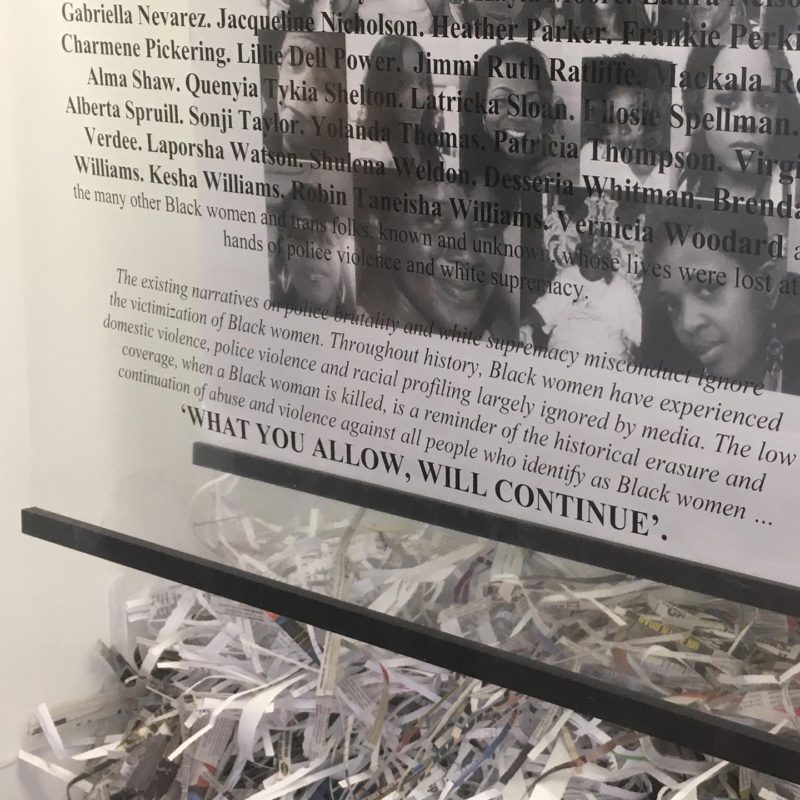 Moore. Laura Nelson
Gabriella Nevarez. Jacqueline Nicholson. Heather Parker. Frankie Perki
Charmene Pickering. Lillie Dell Power. Jimmi Ruth Ratliffe. Mackala R
Alma Shaw. Quenyia Tykia Shelton. Latricka Sloan. Filosie Spellman.
Alberta Spruill. Sonji Taylor. Yolanda Thomas. Patricia Thompson. Virg
Verdee. Laporsha Watson. Shulena Weldon. Desseria Whitman. Brenda
Williams. Kesha Williams. Robin Taneisha Williams. Vernicia Woodard a
the many other Black women and trans folks, known and unknown, whose lives were lost at
hands of police violence and white supremacy.
The existing narratives on police brutality and white supremacy misconduct ignore
the victimization of Black women. Throughout history, Black women have experienced
domestic violence, police violence and racial profiling largely ignored by media. The low
coverage, when a Black woman is killed, is a reminder of the historical erasure and
continuation of abuse and violence against all people who identify as Black women ...
‘WHAT YOU ALLOW, WILL CONTINUE’.